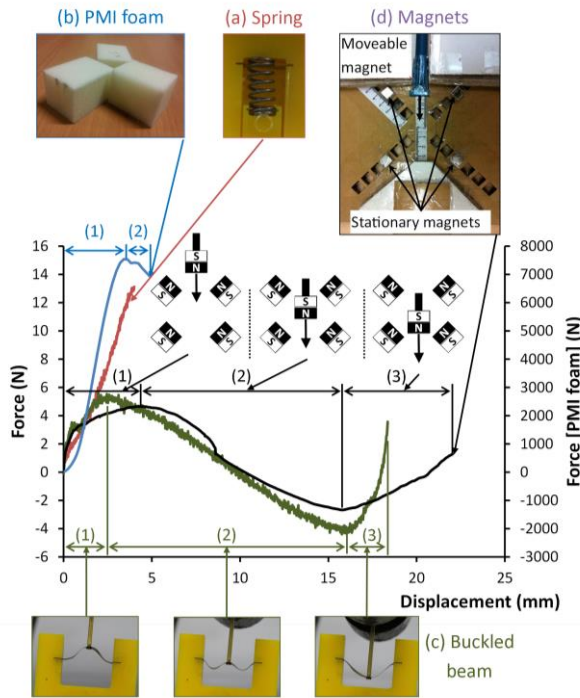 (b) PMI foam
(a) Spring
(d) Magnets
Moveable
magnet
Stationary magnets
(1)
(2)
S
N
N
S
N
S
N
S
N
S
S
N
N
S
N
S
N
S
N
S
S
N
N
S
N
S
N
S
N
S
(1)
(2)
(3)
16
14
12
10
8
6
4
2
0
-2
-4
-6
Force (N)
8000
7000
6000
5000
4000
3000
2000
1000
0
-1000
-2000
-3000
Force [PMI foam] (N)
(1)
(2)
(3)
0
5
10
15
20
25
Displacement (mm)
(c) Buckled
beam